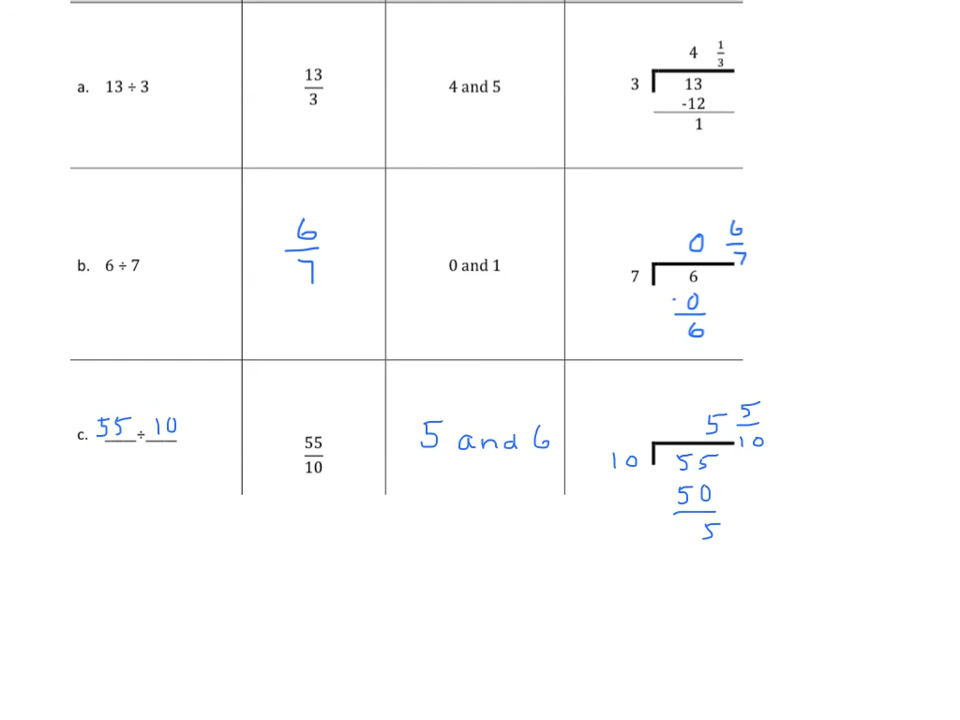 4 1/3
a. 13 ÷ 3
13/3
4 and 5
3 13
-12
1
b. 6 ÷ 7
6/7
0 and 1
0 6/7
7 6
-0
6
c. 55 ÷ 10
55/10
5 and 6
5 5/10
10 55
50
5